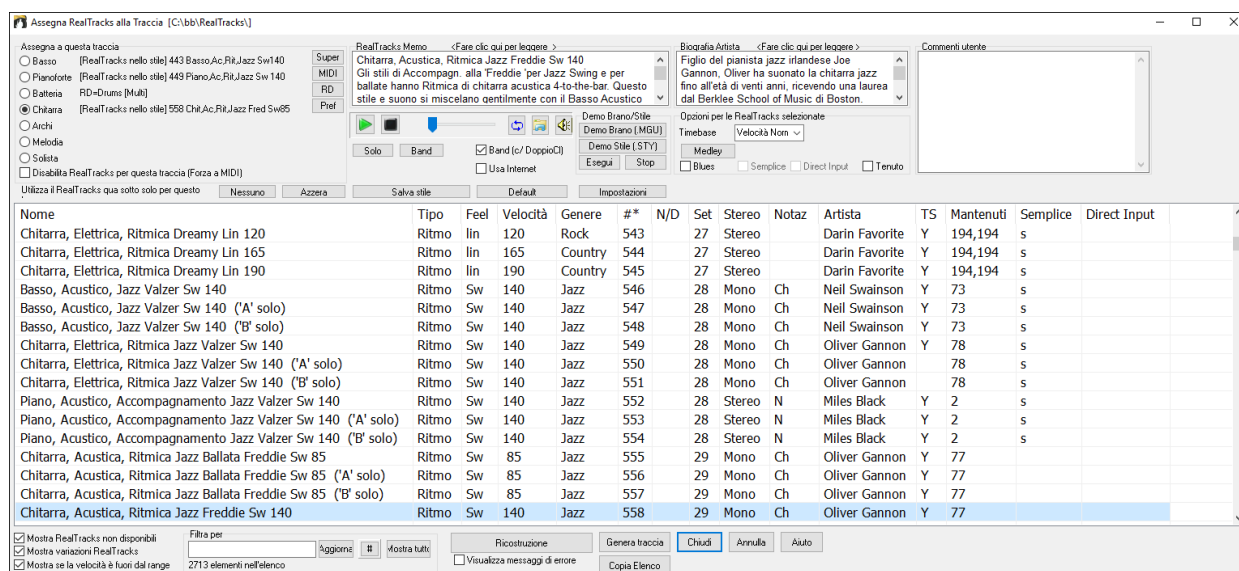 Assegna RealTracks alla Traccia [C:\bb\RealTracks\]
Assegna a questa traccia
Basso [RealTracks nello stile] 443 Basso,Ac,Rit,Jazz Sw140
Pianoforte [RealTracks nello stile] 449 Piano,Ac,Rit,Jazz Sw 140
Batteria RD=Drums [Multi]
Chitarra [RealTracks nello stile] 558 Chit,Ac,Rit,Jazz Fred Sw85
Archi
Melodia
Solista
Disabilita RealTracks per questa traccia (Forza a MIDI)
Super
MIDI
RD
Pref
RealTracks Memo <Fare clic qui per leggere >
Chitarra, Acustica, Ritmica Jazz Freddie Sw 140
Gli stili di Accompagn. alla 'Freddie 'per Jazz Swing e per
ballate hanno Ritmica di chitarra acustica 4-to-the-bar. Questo
stile e suono si miscelano gentilmente con il Basso Acustico
Solo Band
Band (c/ DoppioCl)
Usa Internet
Demo Brano/Stile
Demo Brano (.MGU)
Demo Stile (.STY)
Esegui Stop
Biografia Artista <Fare clic qui per leggere >
Figlio del pianista jazz irlandese Joe
Gannon, Oliver ha suonato la chitarra jazz
fino all'età di venti anni, ricevendo una laurea
dal Berklee School of Music di Boston.
Opzioni per le RealTracks selezionate
Timebase Velocità Norn
Medley
Blues Semplice Direct Input Tenuto
Commenti utente
Utilizza il RealTracks qua sotto solo per questo Nessuno Azzera Salva stile Default Impostazioni
Nome Tipo Feel Velocità Genere #* N/D Set Stereo Notaz Artista TS Mantenuti Semplice Direct Input
Chitarra, Elettrica, Ritmica Dreamy Lin 120 Ritmo lin 120 Rock 543 27 Stereo Darin Favorite Y 194,194 s
Chitarra, Elettrica, Ritmica Dreamy Lin 165 Ritmo lin 165 Country 544 27 Stereo Darin Favorite Y 194,194 s
Chitarra, Elettrica, Ritmica Dreamy Lin 190 Ritmo lin 190 Country 545 27 Stereo Darin Favorite Y 194,194 s
Basso, Acustico, Jazz Valzer Sw 140 Ritmo Sw 140 Jazz 546 28 Mono Ch Neil Swainson Y 73 s
Basso, Acustico, Jazz Valzer Sw 140 ('A' solo) Ritmo Sw 140 Jazz 547 28 Mono Ch Neil Swainson Y 73 s
Basso, Acustico, Jazz Valzer Sw 140 ('B' solo) Ritmo Sw 140 Jazz 548 28 Mono Ch Neil Swainson Y 73 s
Chitarra, Elettrica, Ritmica Jazz Valzer Sw 140 Ritmo Sw 140 Jazz 549 28 Mono Ch Oliver Gannon Y 78 s
Chitarra, Elettrica, Ritmica Jazz Valzer Sw 140 ('A' solo) Ritmo Sw 140 Jazz 550 28 Mono Ch Oliver Gannon 78 s
Chitarra, Elettrica, Ritmica Jazz Valzer Sw 140 ('B' solo) Ritmo Sw 140 Jazz 551 28 Mono Ch Oliver Gannon 78 s
Piano, Acustico, Accompagnamento Jazz Valzer Sw 140 Ritmo Sw 140 Jazz 552 28 Stereo N Miles Black Y 2 s
Piano, Acustico, Accompagnamento Jazz Valzer Sw 140 ('A' solo) Ritmo Sw 140 Jazz 553 28 Stereo N Miles Black Y 2 s
Piano, Acustico, Accompagnamento Jazz Valzer Sw 140 ('B' solo) Ritmo Sw 140 Jazz 554 28 Stereo N Miles Black Y 2 s
Chitarra, Acustica, Ritmica Jazz Ballata Freddie Sw 85 Ritmo Sw 85 Jazz 555 29 Mono Ch Oliver Gannon Y 77
Chitarra, Acustica, Ritmica Jazz Ballata Freddie Sw 85 ('A' solo) Ritmo Sw 85 Jazz 556 29 Mono Ch Oliver Gannon Y 77
Chitarra, Acustica, Ritmica Jazz Ballata Freddie Sw 85 ('B' solo) Ritmo Sw 85 Jazz 557 29 Mono Ch Oliver Gannon Y 77
Chitarra, Acustica, Ritmica Jazz Freddie Sw 140 Ritmo Sw 140 Jazz 558 29 Mono Ch Oliver Gannon Y 77
Mostra RealTracks non disponibili
Mostra variazioni RealTracks
Mostra se la velocità è fuori dal range
Filtra per
Aggiorna # Mostra tutto
2713 elementi nell'elenco
Ricostruzione Genera traccia Chiudi Annulla Aiuto
Visualizza messaggi di errore Copia Elenco